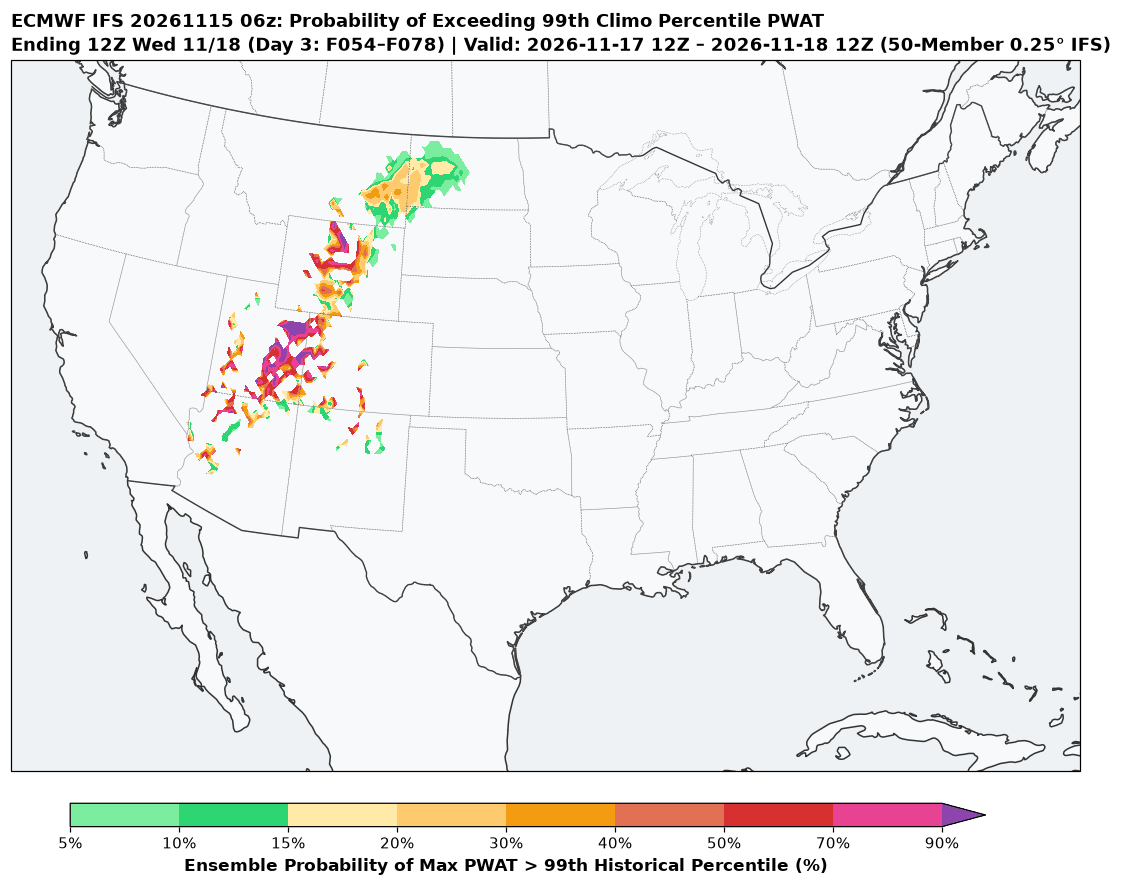 ECMWF IFS 20261115 06z: Probability of Exceeding 99th Climo Percentile PWAT
Ending 12Z Wed 11/18 (Day 3: F054–F078) | Valid: 2026-11-17 12Z – 2026-11-18 12Z (50-Member 0.25° IFS)
5% 10% 15% 20% 30% 40% 50% 70% 90%
Ensemble Probability of Max PWAT > 99th Historical Percentile (%)